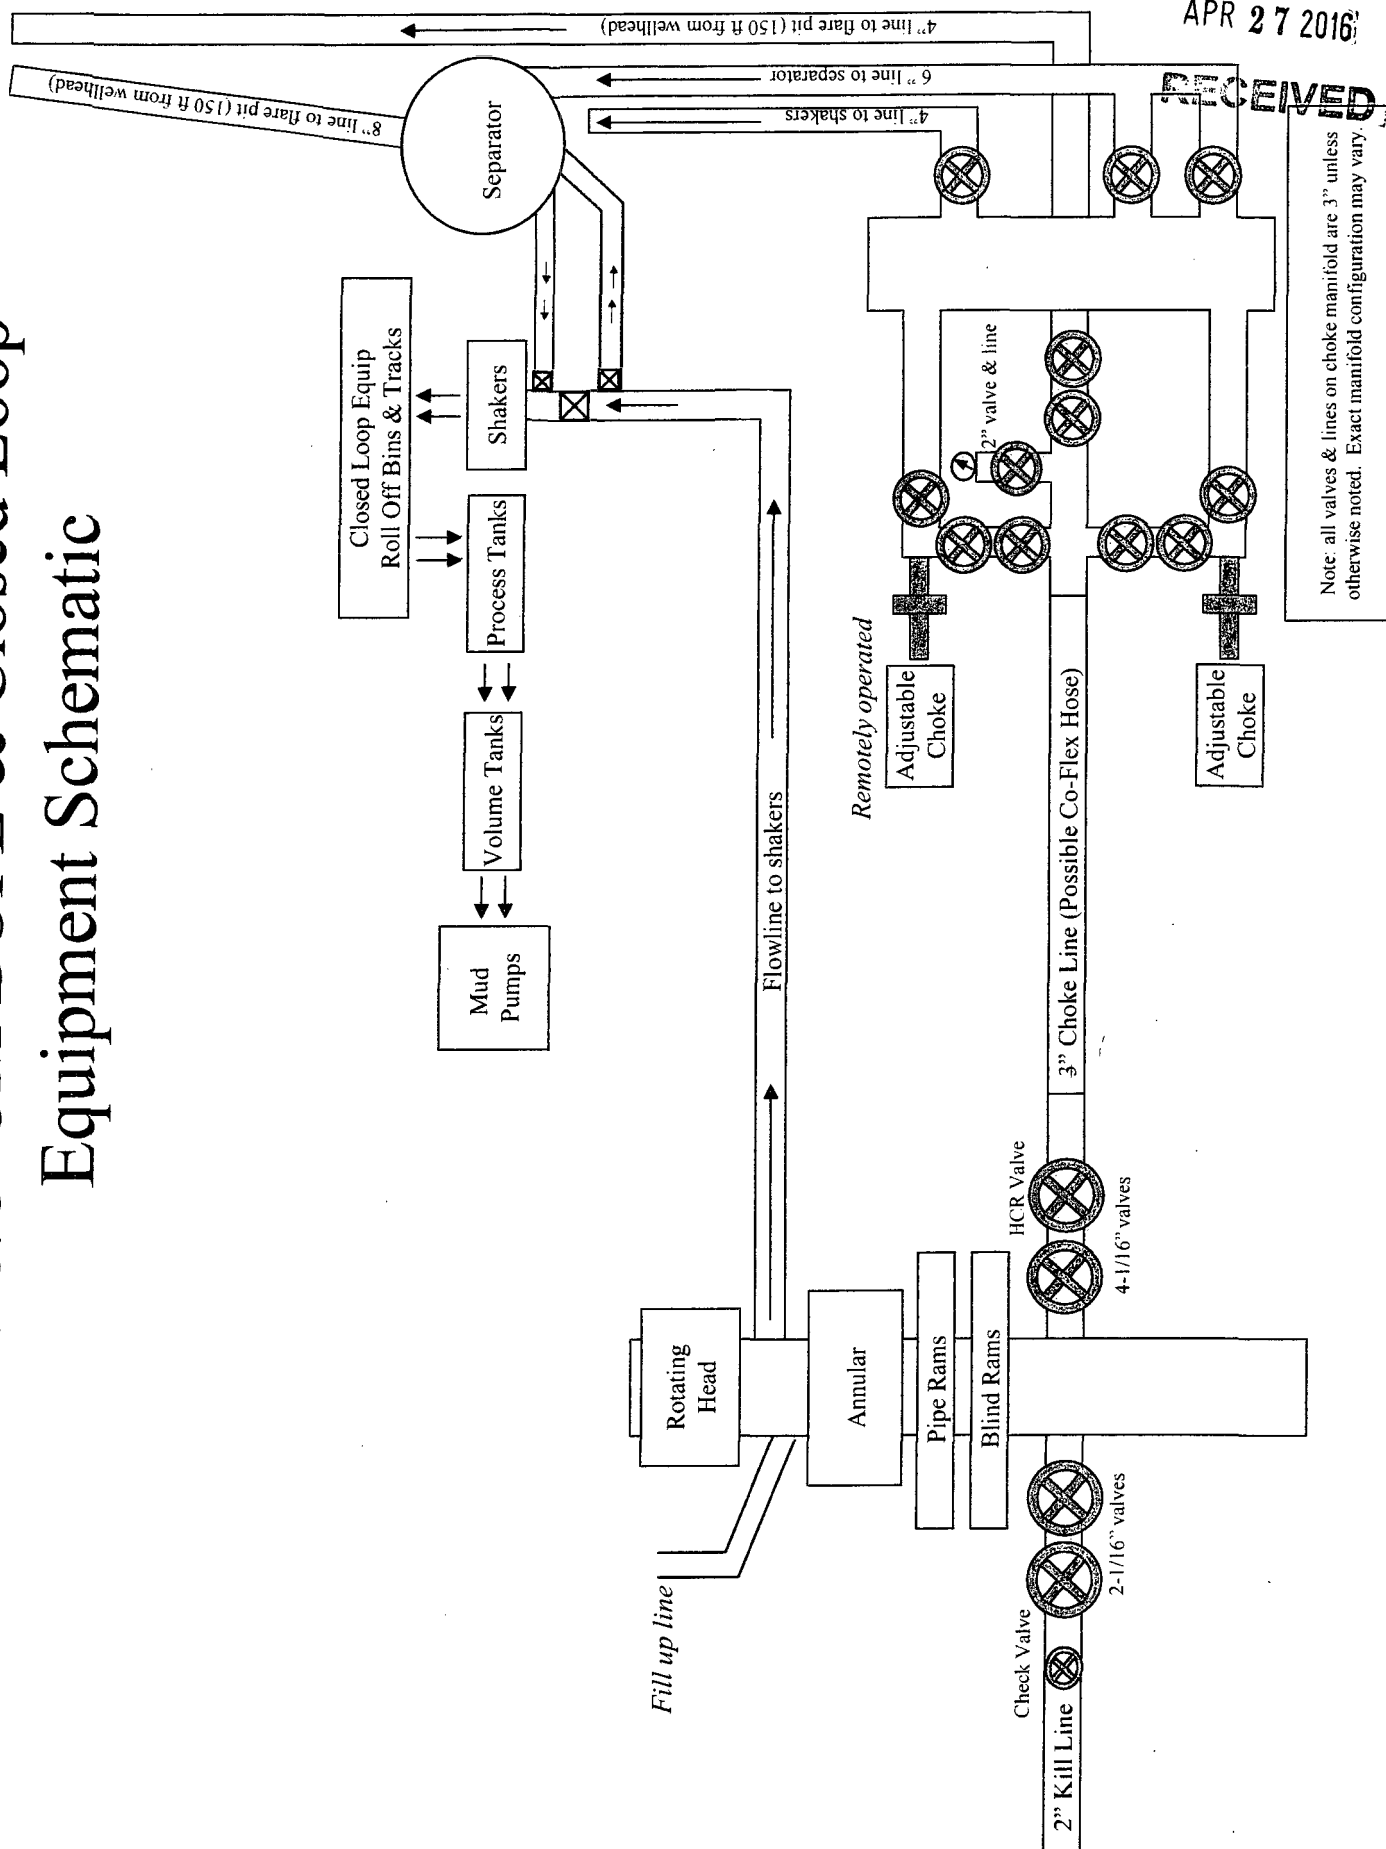 Closed Loop
Equipment Schematic
APR 27 2016
RECEIVED
4” line to flare pit (150 ft from wellhead)
8” line to flare pit (150 ft from wellhead)
6” line to separator
4” line to shakers
Separator
Closed Loop Equip
Roll Off Bins & Tracks
Shakers
Process Tanks
Volume Tanks
Mud
Pumps
Flowline to shakers
2” valve & line
Remotely operated
Adjustable
Choke
Adjustable
Choke
3” Choke Line (Possible Co-Flex Hose)
HCR Valve
4-1/16” valves
Rotating
Head
Annular
Pipe Rams
Blind Rams
Fill up line
Check Valve
2-1/16” valves
2” Kill Line
Note: all valves & lines on choke manifold are 3” unless
otherwise noted. Exact manifold configuration may vary.